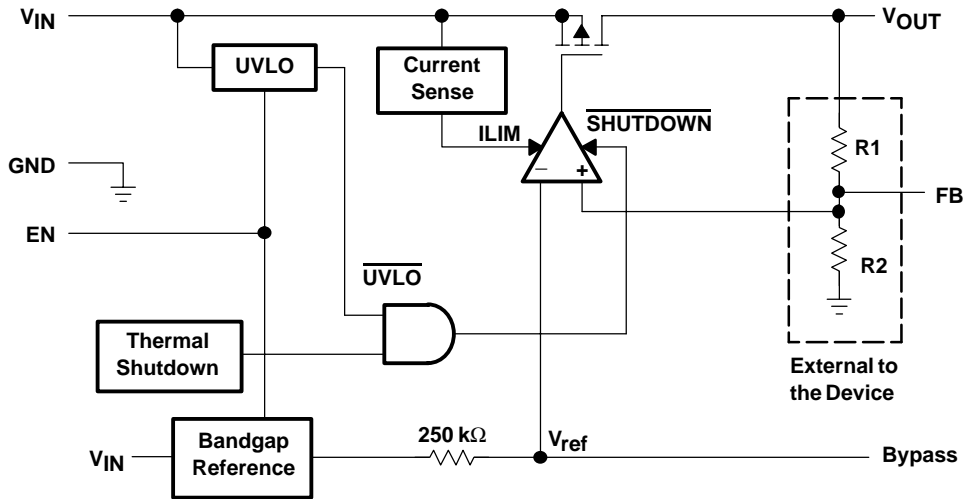 VIN
VOUT
UVLO
Current
Sense
SHUTDOWN
ILIM
R1
GND
− +
FB
EN
UVLO
R2
Thermal
Shutdown
External to
the Device
250 kΩ
Vref
VIN
Bandgap
Reference
Bypass